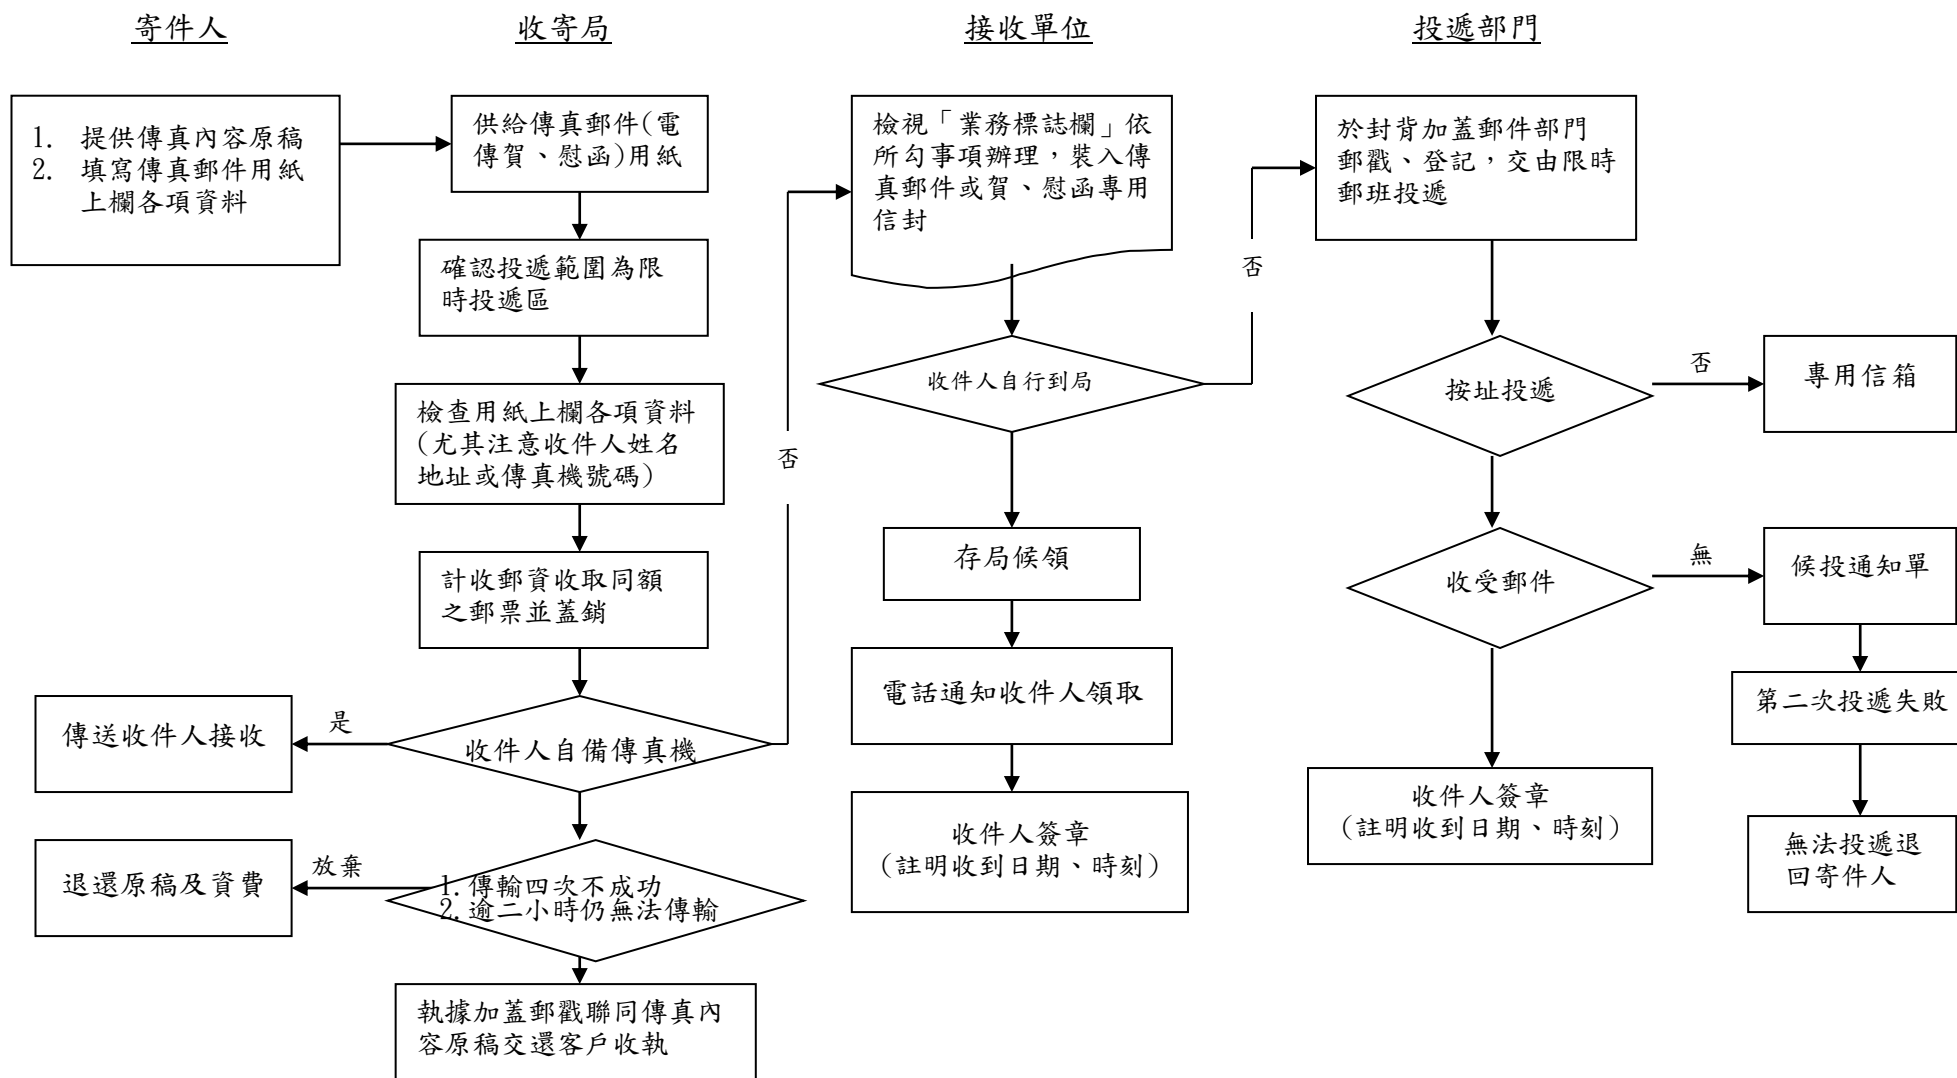 寄件人
收寄局
接收單位
投遞部門
1. 提供傳真內容原稿
2. 填寫傳真郵件用紙
上欄各項資料
供給傳真郵件(電
傳賀、慰函)用紙
確認投遞範圍為限
時投遞區
檢查用紙上欄各項資料
(尤其注意收件人姓名
地址或傳真機號碼)
計收郵資收取同額
之郵票並蓋銷
收件人自備傳真機
是
傳送收件人接收
否
1. 傳輸四次不成功
2. 逾二小時仍無法傳輸
放棄
退還原稿及資費
執據加蓋郵戳聯同傳真內
容原稿交還客戶收執
檢視「業務標誌欄」依
所勾事項辦理，裝入傳
真郵件或賀、慰函專用
信封
收件人自行到局
否
存局候領
電話通知收件人領取
收件人簽章
(註明收到日期、時刻)
於封背加蓋郵件部門
郵戳、登記，交由限時
郵班投遞
按址投遞
否
專用信箱
收受郵件
無
候投通知單
第二次投遞失敗
無法投遞退
回寄件人
收件人簽章
(註明收到日期、時刻)